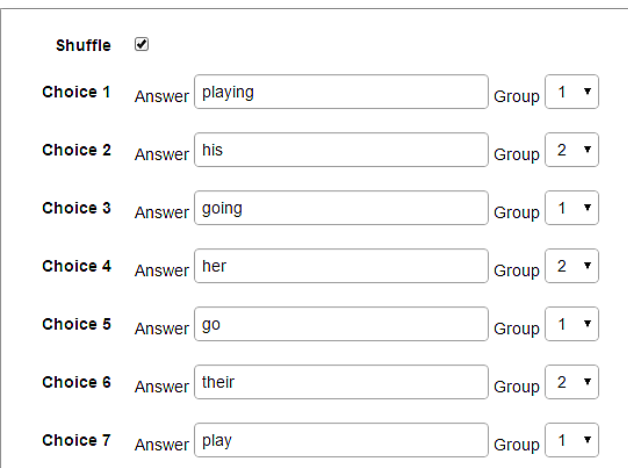 Shuffle
Choice 1 Answer playing Group 1
Choice 2 Answer his Group 2
Choice 3 Answer going Group 1
Choice 4 Answer her Group 2
Choice 5 Answer go Group 1
Choice 6 Answer their Group 2
Choice 7 Answer play Group 1